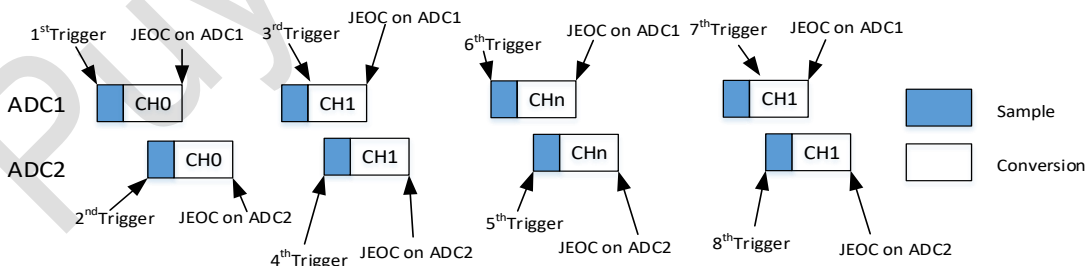 1stTrigger JEOC on ADC1 3rdTrigger JEOC on ADC1 6thTrigger JEOC on ADC1 7thTrigger JEOC on ADC1
ADC1 CH0 CH1 CHn CH1 Sample
ADC2 CH0 CH1 CHn CH1 Conversion
2ndTrigger JEOC on ADC2 4thTrigger JEOC on ADC2 5thTrigger JEOC on ADC2 8thTrigger JEOC on ADC2
Puy